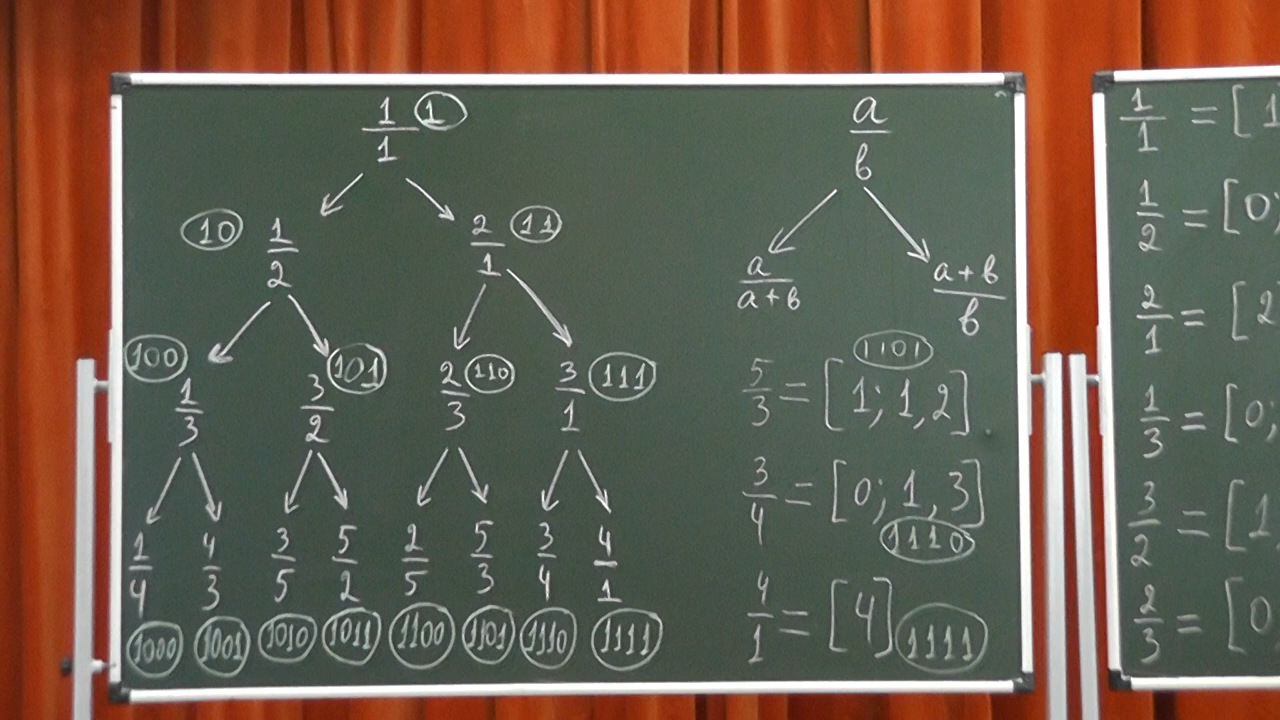 1/1 1
10 1/2 2/1 11
100 1/3 3/2 101 2/3 110 3/1 111
1/4 4/3 3/5 5/2 2/5 5/3 3/4 4/1
1000 1001 1010 1011 1100 1101 1110 1111
a/b
a/a+b a+b/b
1101
5/3 = [1; 1, 2]
3/4 = [0; 1, 3]
1110
4/1 = [4] 1111
1/1 = [1
1/2 = [0;
2/1 = [2
1/3 = [0;
3/2 = [1,
2/3 = [0